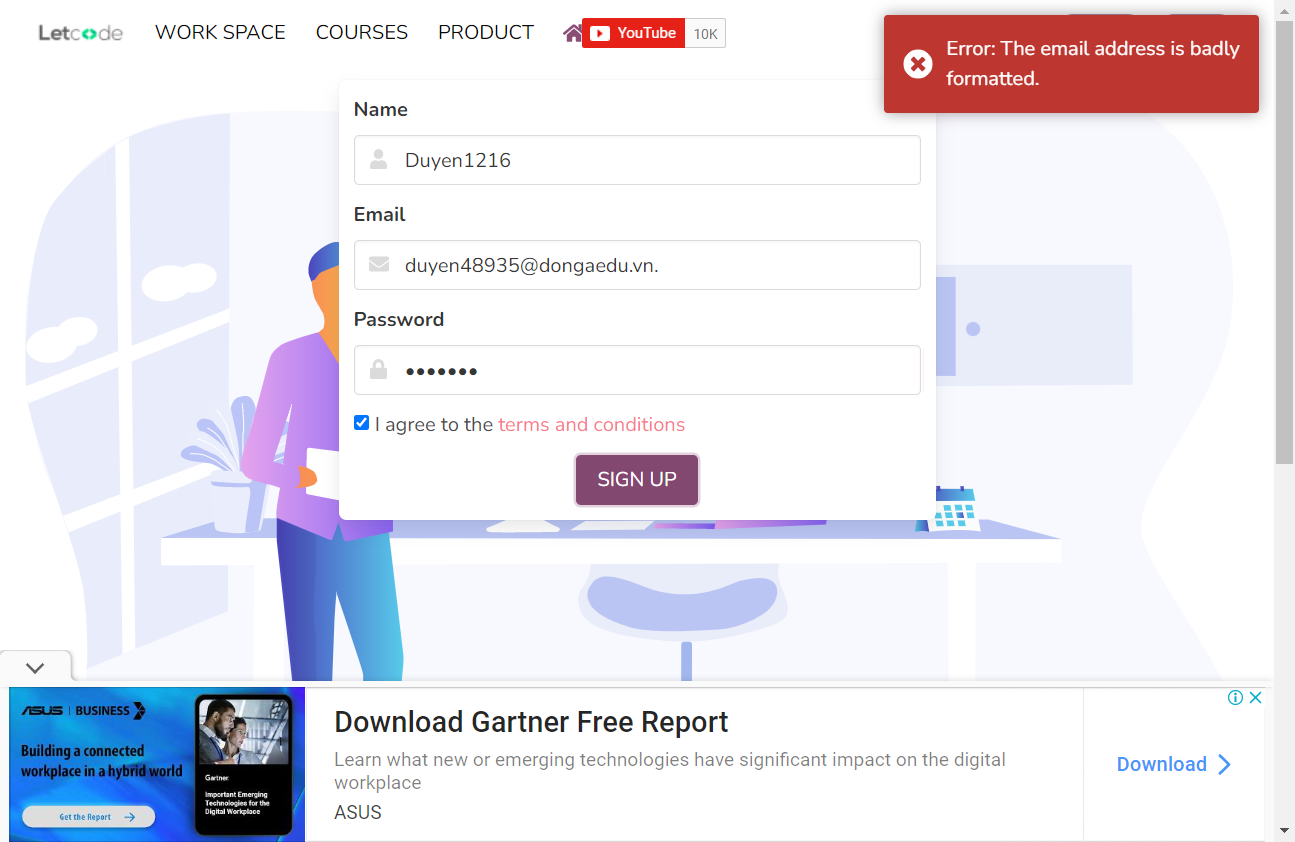 Letcode WORK SPACE COURSES PRODUCT YouTube 10K
Error: The email address is badly
formatted.
Name
Duyen1216
Email
duyen48935@dongaedu.vn.
Password
•••••••
I agree to the terms and conditions
SIGN UP
ASUS | BUSINESS
Building a connected
workplace in a hybrid world
Get the Report
Gartner.
Important Emerging
Technologies for the
Digital Workplace
Download Gartner Free Report
Learn what new or emerging technologies have significant impact on the digital
workplace
ASUS
Download